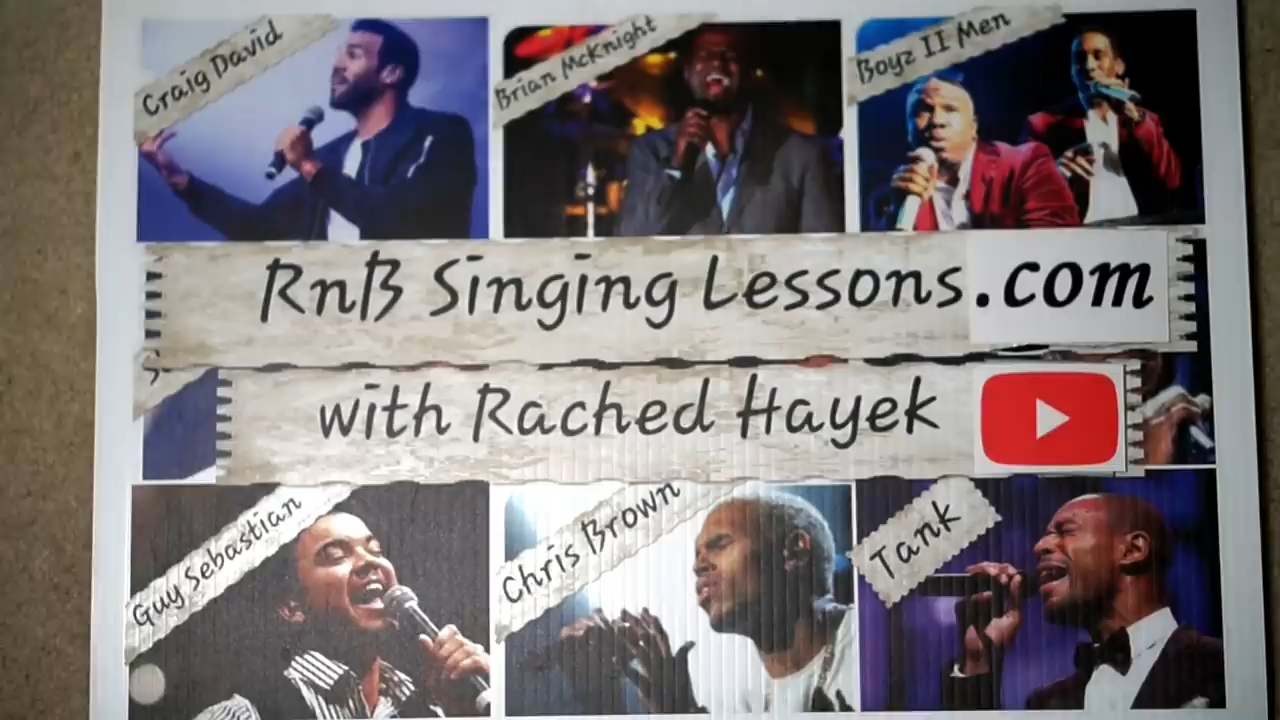 Craig David
Brian McKnight
Boyz II Men
RnB Singing Lessons.com
with Rached Hayek
Guy Sebastian
Chris Brown
Tank